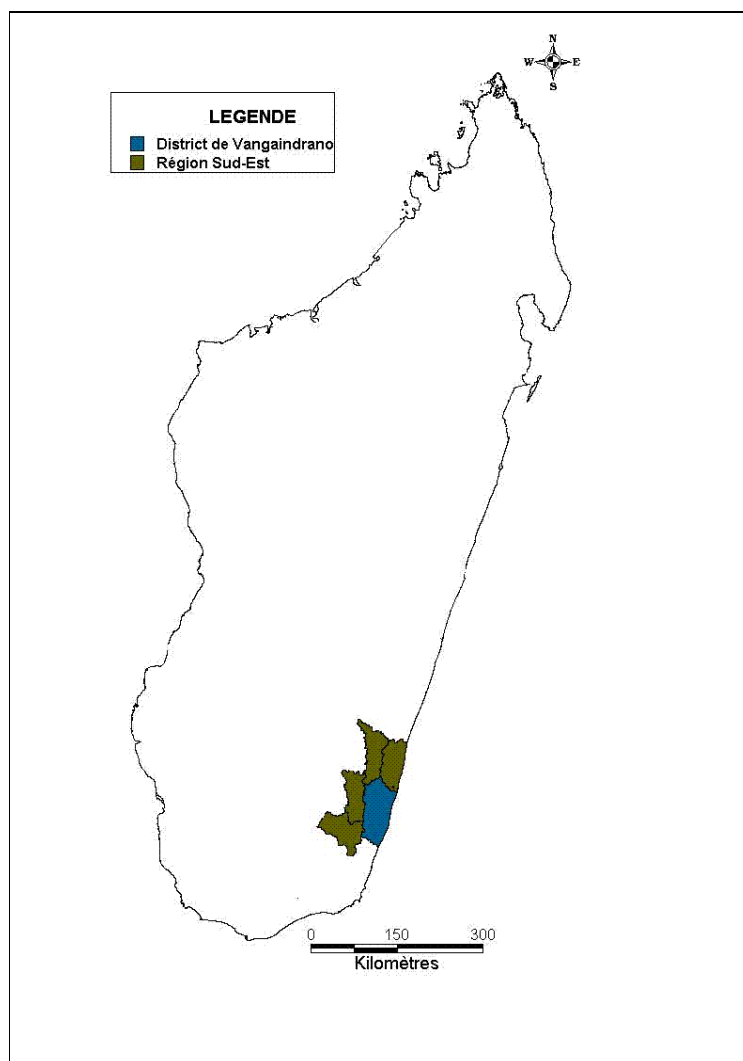 N
W E
S
LEGENDE
District de Vangaindrano
Région Sud-Est
0 150 300
Kilomètres